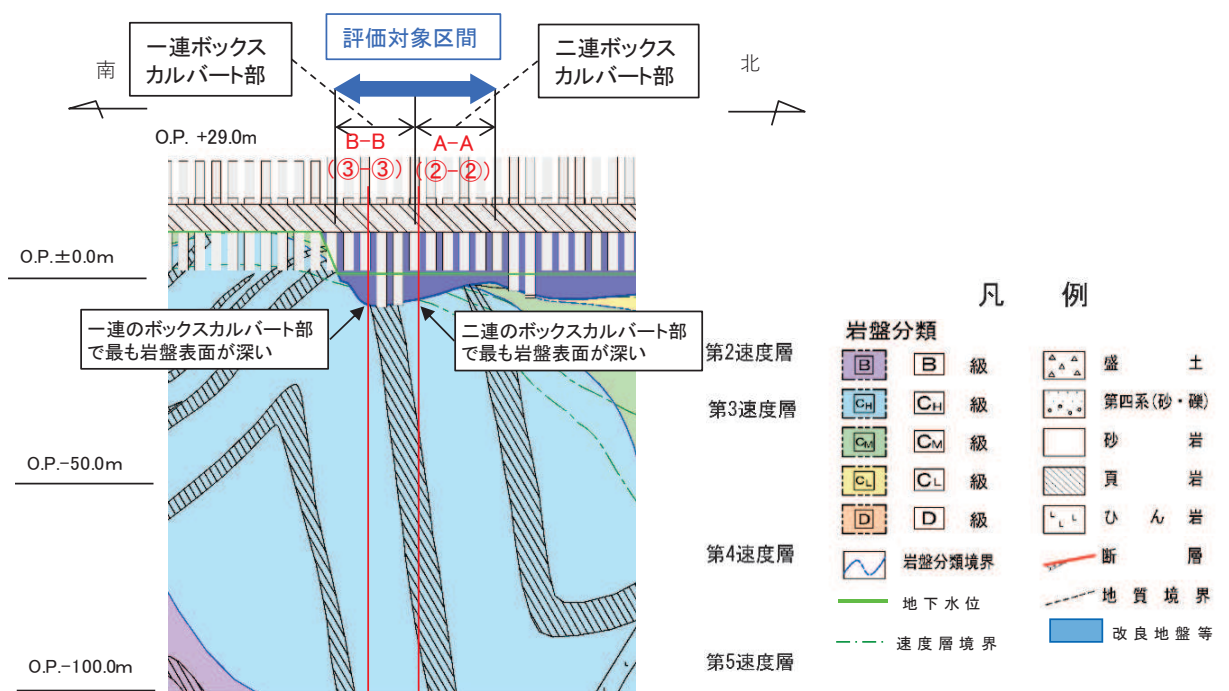 評価対象区間
一連ボックス
カルバート部
二連ボックス
カルバート部
南
北
O.P. +29.0m
B-B
(③-③)
A-A
(②-②)
O.P.±0.0m
一連のボックスカルバート部
で最も岩盤表面が深い
二連のボックスカルバート部
で最も岩盤表面が深い
第2速度層
第3速度層
O.P.-50.0m
第4速度層
第5速度層
O.P.-100.0m
凡 例
岩盤分類
B B 級
CH CH 級
CM CM 級
CL CL 級
D D 級
岩盤分類境界
地下水位
速度層境界
盛土
第四系(砂・礫)
砂岩
頁岩
ひん岩
断層
地質境界
改良地盤等